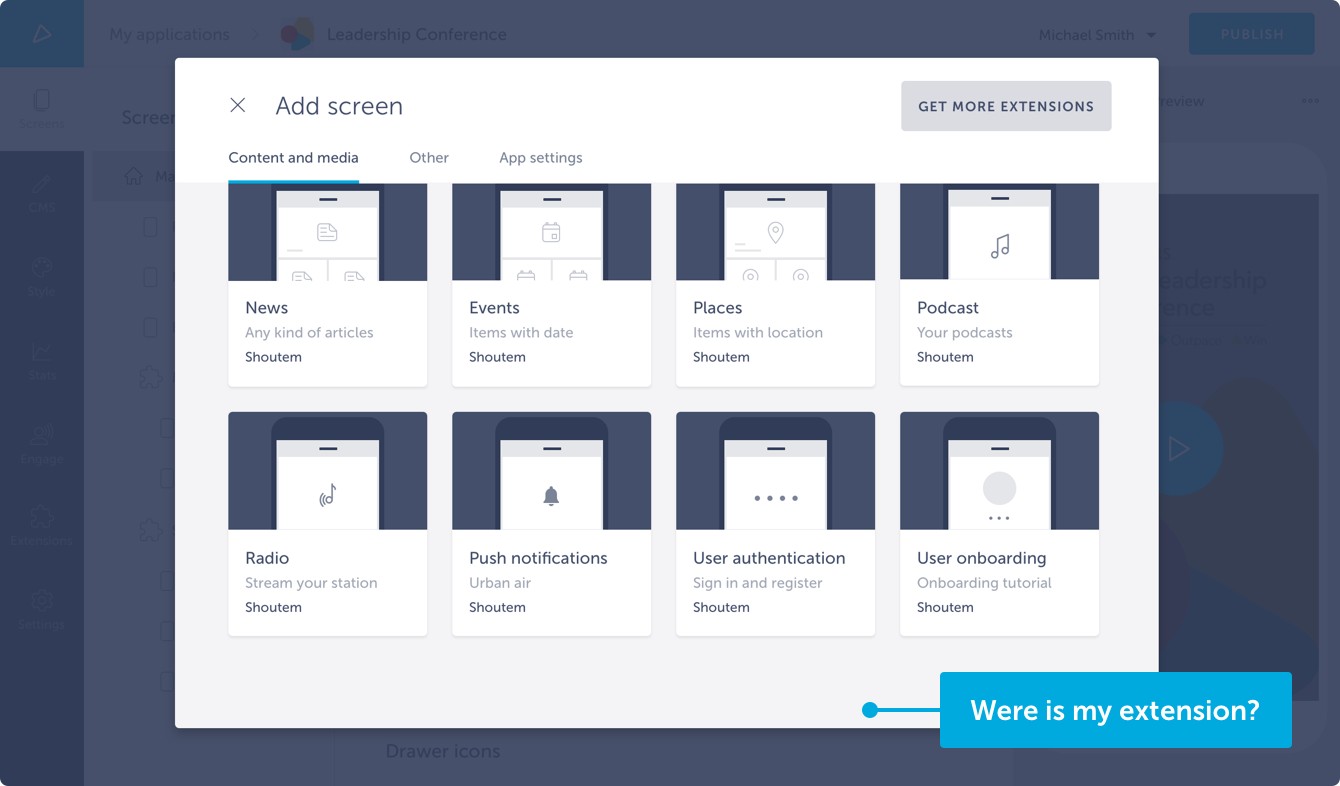 My applications
Leadership Conference
Michael Smith
PUBLISH
Screens
CMS
Style
Stats
Engage
Extensions
Settings
Add screen
GET MORE EXTENSIONS
Content and media
Other
App settings
News
Any kind of articles
Shoutem
Events
Items with date
Shoutem
Places
Items with location
Shoutem
Podcast
Your podcasts
Shoutem
Radio
Stream your station
Shoutem
Push notifications
Urban air
Shoutem
User authentication
Sign in and register
Shoutem
User onboarding
Onboarding tutorial
Shoutem
Were is my extension?
Drawer icons